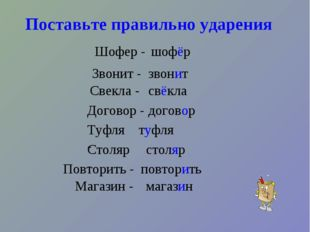 Поставьте правильно ударения
Шофер - шофёр
Звонит - звонит
Свекла - свёкла
Договор - договор
Туфля туфля
Столяр столяр
Повторить - повторить
Магазин - магазин